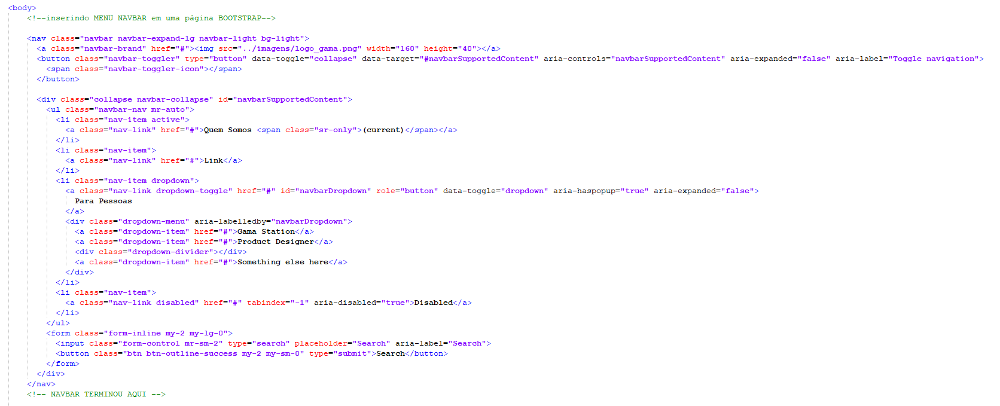 <body>
<!--inserindo MENU NAVBAR em uma página BOOTSTRAP-->
<nav class="navbar navbar-expand-lg navbar-light bg-light">
<a class="navbar-brand" href="#"><img src="../imagens/logo_gama.png" width="160" height="40"></a>
<button class="navbar-toggler" type="button" data-toggle="collapse" data-target="#navbarSupportedContent" aria-controls="navbarSupportedContent" aria-expanded="false" aria-label="Toggle navigation">
<span class="navbar-toggler-icon"></span>
</button>
<div class="collapse navbar-collapse" id="navbarSupportedContent">
<ul class="navbar-nav mr-auto">
<li class="nav-item active">
<a class="nav-link" href="#">Quem Somos <span class="sr-only">(current)</span></a>
</li>
<li class="nav-item">
<a class="nav-link" href="#">Link</a>
</li>
<li class="nav-item dropdown">
<a class="nav-link dropdown-toggle" href="#" id="navbarDropdown" role="button" data-toggle="dropdown" aria-haspopup="true" aria-expanded="false">
Para Pessoas
</a>
<div class="dropdown-menu" aria-labelledby="navbarDropdown">
<a class="dropdown-item" href="#">Gama Station</a>
<a class="dropdown-item" href="#">Product Designer</a>
<div class="dropdown-divider"></div>
<a class="dropdown-item" href="#">Something else here</a>
</div>
</li>
<li class="nav-item">
<a class="nav-link disabled" href="#" tabindex="-1" aria-disabled="true">Disabled</a>
</li>
</ul>
<form class="form-inline my-2 my-lg-0">
<input class="form-control mr-sm-2" type="search" placeholder="Search" aria-label="Search">
<button class="btn btn-outline-success my-2 my-sm-0" type="submit">Search</button>
</form>
</div>
</nav>
<!-- NAVBAR TERMINOU AQUI -->